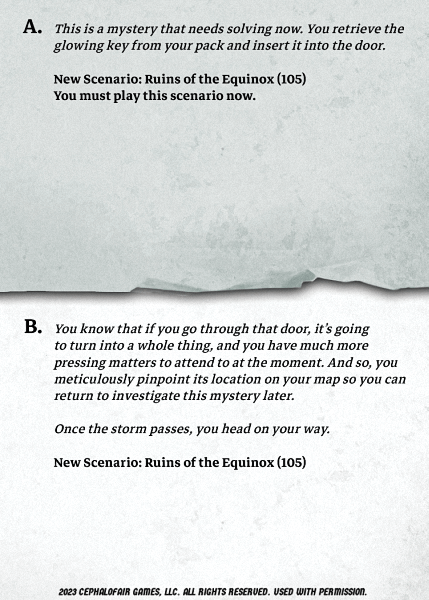 A. This is a mystery that needs solving now. You retrieve the
glowing key from your pack and insert it into the door.
New Scenario: Ruins of the Equinox (105)
You must play this scenario now.
B. You know that if you go through that door, it's going
to turn into a whole thing, and you have much more
pressing matters to attend to at the moment. And so, you
meticulously pinpoint its location on your map so you can
return to investigate this mystery later.
Once the storm passes, you head on your way.
New Scenario: Ruins of the Equinox (105)
2023 CEPHALOFAIR GAMES, LLC. ALL RIGHTS RESERVED. USED WITH PERMISSION.